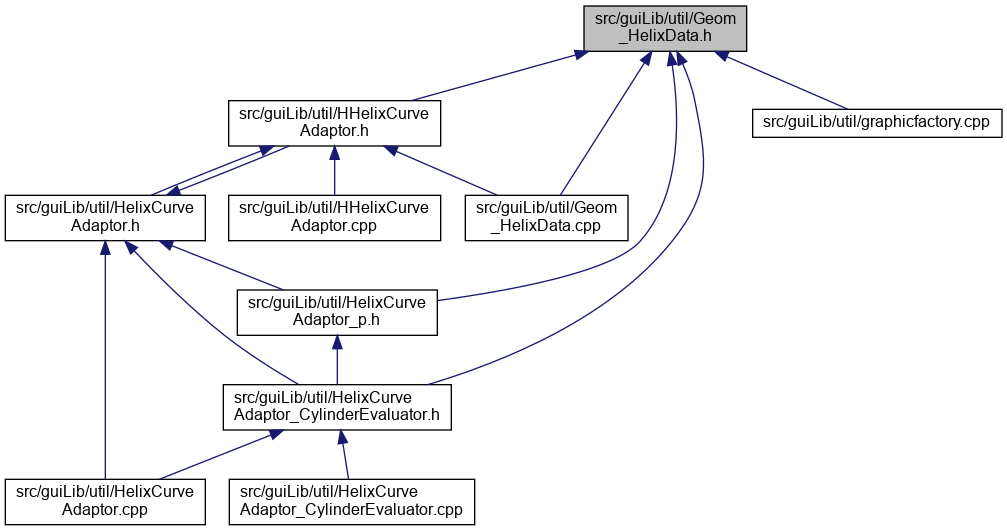 src/guiLib/util/Geom
_HelixData.h
src/guiLib/util/HHelixCurve
Adaptor.h
src/guiLib/util/graphicfactory.cpp
src/guiLib/util/HelixCurve
Adaptor.h
src/guiLib/util/HHelixCurve
Adaptor.cpp
src/guiLib/util/Geom
_HelixData.cpp
src/guiLib/util/HelixCurve
Adaptor_p.h
src/guiLib/util/HelixCurve
Adaptor_CylinderEvaluator.h
src/guiLib/util/HelixCurve
Adaptor.cpp
src/guiLib/util/HelixCurve
Adaptor_CylinderEvaluator.cpp